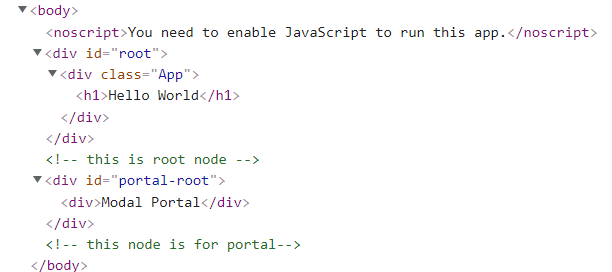 <body>
<noscript>You need to enable JavaScript to run this app.</noscript>
<div id="root">
<div class="App">
<h1>Hello World</h1>
</div>
</div>
<!-- this is root node -->
<div id="portal-root">
<div>Modal Portal</div>
</div>
<!-- this node is for portal-->
</body>